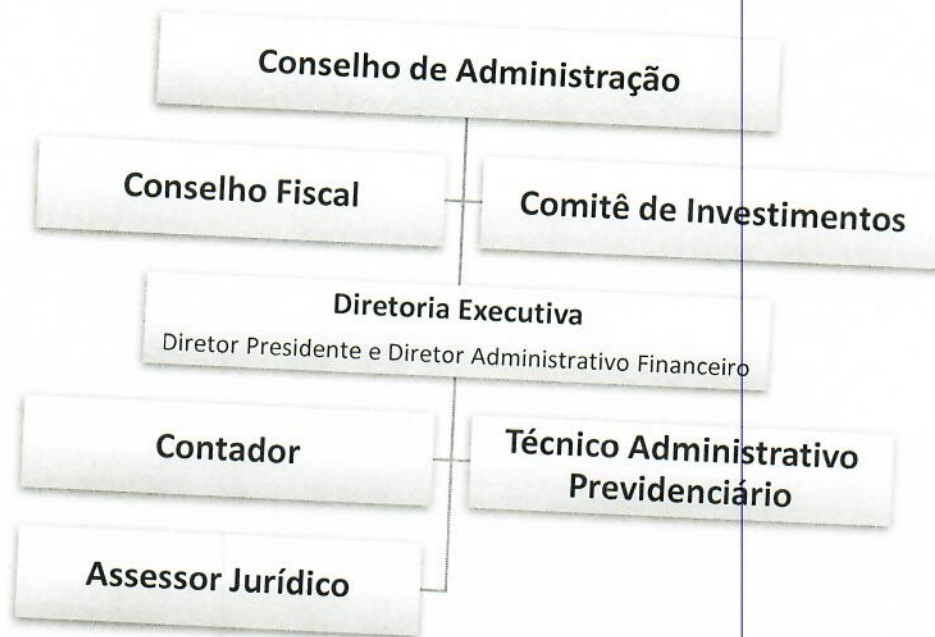 Conselho de Administração
Conselho Fiscal
Comitê de Investimentos
Diretoria Executiva
Diretor Presidente e Diretor Administrativo Financeiro
Contador
Técnico Administrativo
Previdenciário
Assessor Jurídico